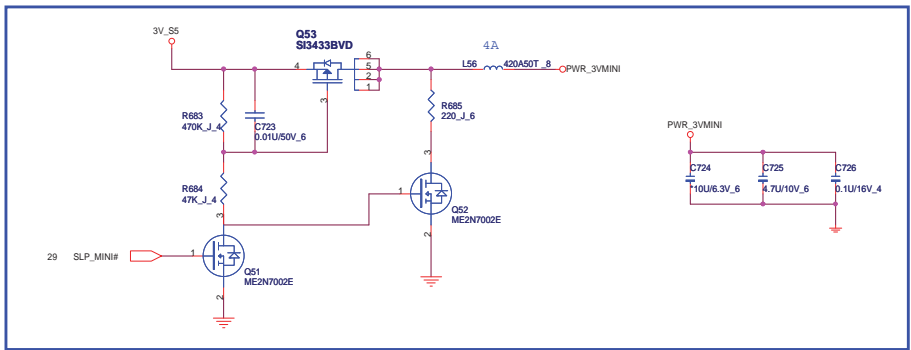 3V_S5
Q53
SI3433BVD
4A
4
6
5
2
1
3
L56
420A50T _8
PWR_3VMINI
R683
470K_J_4
C723
0.01U/50V_6
R685
220_J_6
R684
47K_J_4
3
1
2
Q52
ME2N7002E
3
29
SLP_MINI#
1
2
Q51
ME2N7002E
PWR_3VMINI
C724
*10U/6.3V_6
C725
4.7U/10V_6
C726
0.1U/16V_4